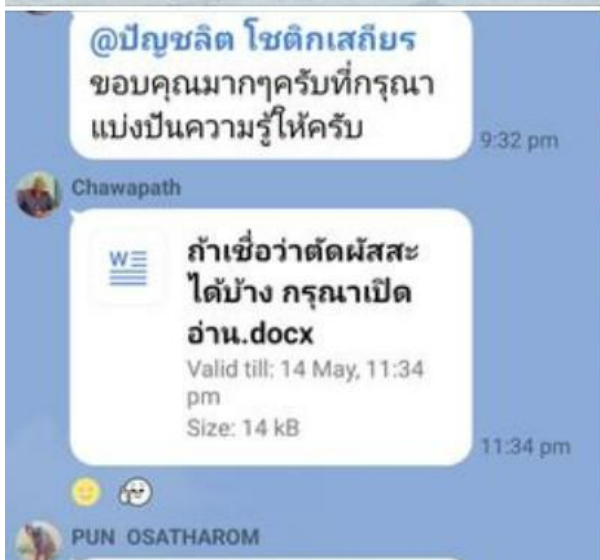 @ปัญชลิต โชติกเสถียร
ขอบคุณมากๆครับที่กรุณา
แบ่งปันความรู้ให้ครับ
9:32 pm
Chawapath
W
ถ้าเชื่อว่าตัดผัสสะ
ได้บ้าง กรุณาเปิด
อ่าน.docx
Valid till: 14 May, 11:34
pm
Size: 14 kB
11:34 pm
PUN OSATHAROM